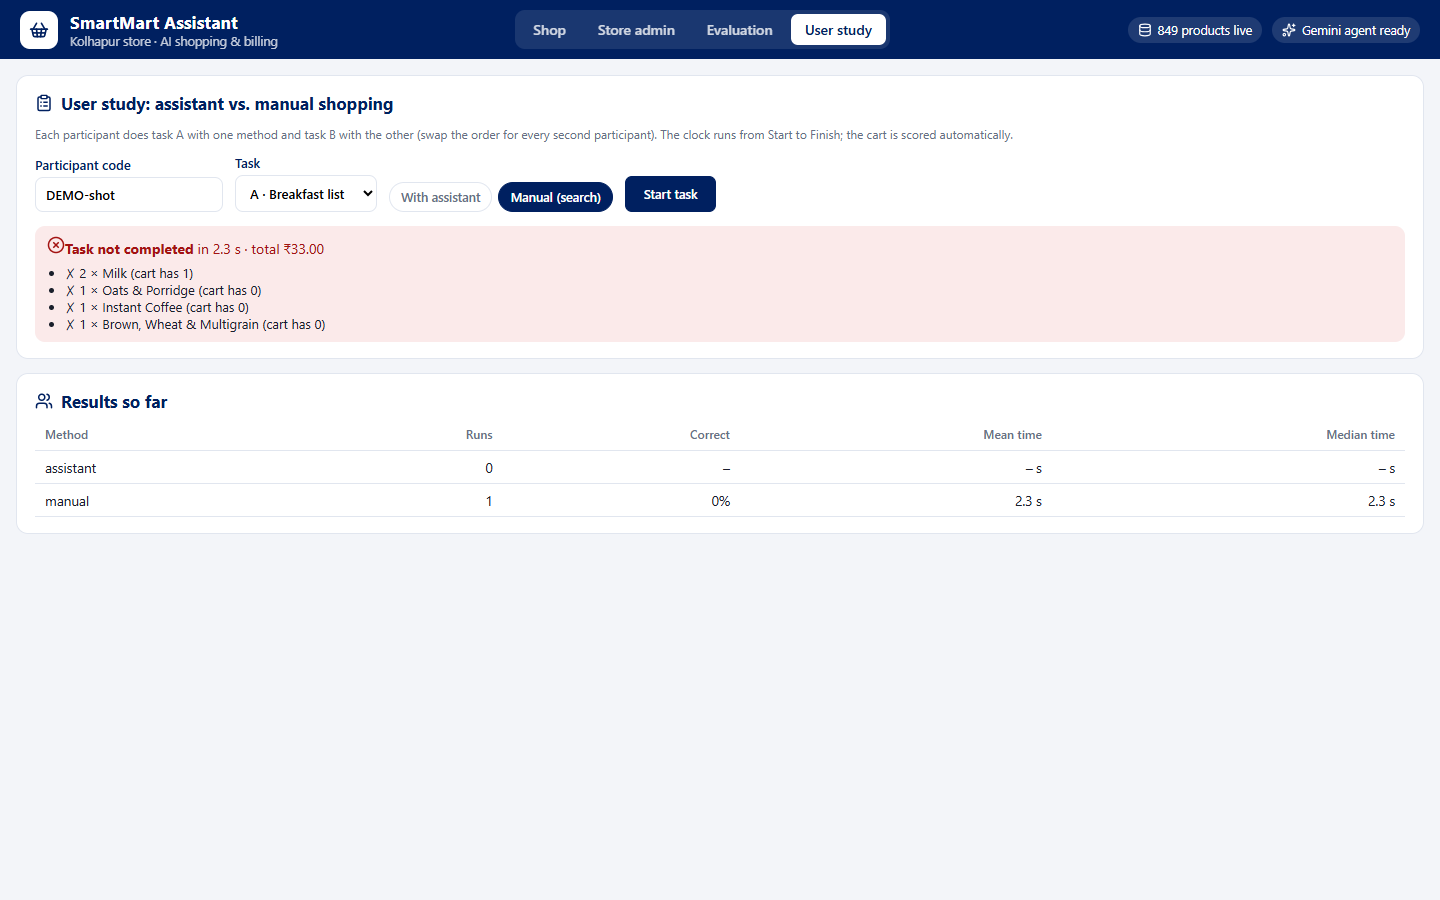 SmartMart Assistant
Kolhapur store · AI shopping & billing
Shop
Store admin
Evaluation
User study
849 products live
Gemini agent ready
User study: assistant vs. manual shopping
Each participant does task A with one method and task B with the other (swap the order for every second participant). The clock runs from Start to Finish; the cart is scored automatically.
Participant code
Task
DEMO-shot
A · Breakfast list
With assistant
Manual (search)
Start task
Task not completed in 2.3 s · total ₹33.00
✗ 2 × Milk (cart has 1)
✗ 1 × Oats & Porridge (cart has 0)
✗ 1 × Instant Coffee (cart has 0)
✗ 1 × Brown, Wheat & Multigrain (cart has 0)
Results so far
Method Runs Correct Mean time Median time
assistant 0 – – s – s
manual 1 0% 2.3 s 2.3 s